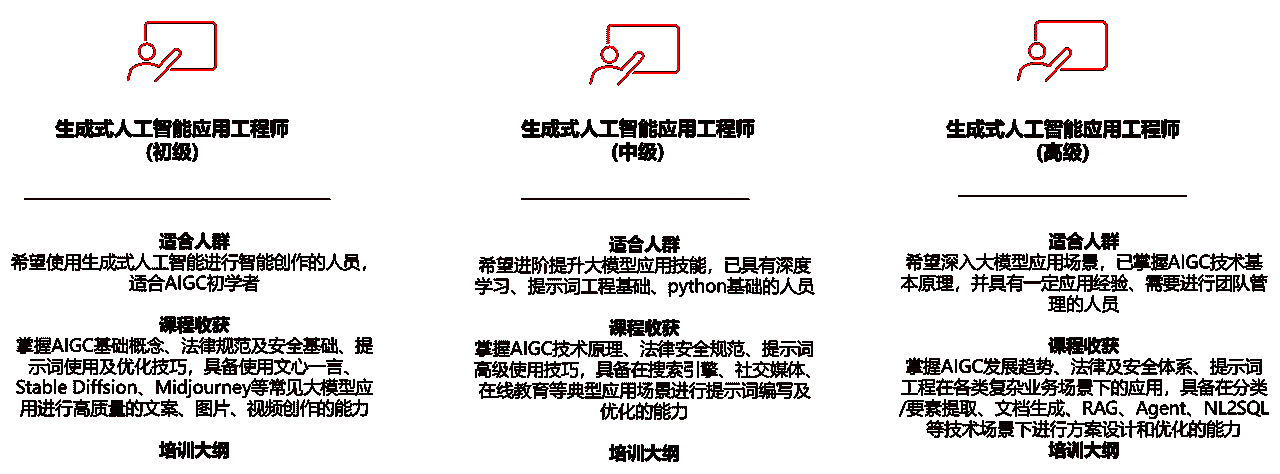 生成式人工智能应用工程师
(初级)
适合人群
希望使用生成式人工智能进行智能创作的人员，
适合AIGC初学者
课程收获
掌握AIGC基础概念、法律规范及安全基础、提
示词使用及优化技巧，具备使用文心一言、
Stable Diffsion、Midjourney等常见大模型应
用进行高质量的文案、图片、视频创作的能力
培训大纲
生成式人工智能应用工程师
(中级)
适合人群
希望进阶提升大模型应用技能，已具有深度
学习、提示词工程基础、python基础的人员
课程收获
掌握AIGC技术原理、法律安全规范、提示词
高级使用技巧，具备在搜索引擎、社交媒体、
在线教育等典型应用场景进行提示词编写及
优化的能力
培训大纲
生成式人工智能应用工程师
(高级)
适合人群
希望深入大模型应用场景，已掌握AIGC技术基
本原理，并具有一定应用经验、需要进行团队管
理的人员
课程收获
掌握AIGC发展趋势、法律及安全体系、提示词
工程在各类复杂业务场景下的应用，具备在分类
/要素提取、文档生成、RAG、Agent、NL2SQL
等技术场景下进行方案设计和优化的能力
培训大纲